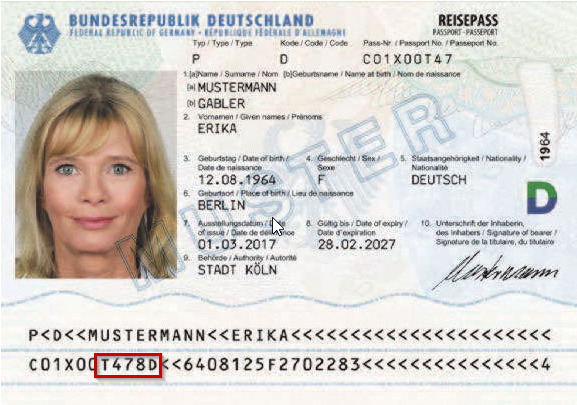 BUNDESREPUBLIK DEUTSCHLAND
FEDERAL REPUBLIC OF GERMANY · RÉPUBLIQUE FÉDÉRALE D'ALLEMAGNE
REISEPASS
PASSPORT · PASSEPORT
Typ / Type / Type Kode / Code / Code Pass-Nr. / Passport No. / Passeport No.
P D C01X00T47
1.[a]Name / Surname / Nom [b]Geburtsname / Name at birth / Nom de naissance
[a] MUSTERMANN
[b] GABLER
2. Vornamen / Given names / Prénoms
ERIKA
3. Geburtstag / Date of birth / Date de naissance
4. Geschlecht / Sex / Sexe
5. Staatsangehörigkeit / Nationality / Nationalité
12.08.1964 F DEUTSCH
1964
6. Geburtsort / Place of birth / Lieu de naissance
BERLIN
D
7. Ausstellungsdatum / Date of issue / Date de délivrance
8. Gültig bis / Date of expiry / Date d'expiration
10. Unterschrift der Inhaberin, des Inhabers / Signature of bearer / Signature de la titulaire, du titulaire
01.03.2017 28.02.2027
9. Behörde / Authority / Autorité
STADT KÖLN
Mustermann
MUSTER
P<D<<MUSTERMANN<<ERIKA<<<<<<<<<<<<<<<<<<<<<<
C01X00T478D<<6408125F2702283<<<<<<<<<<<<<<<4